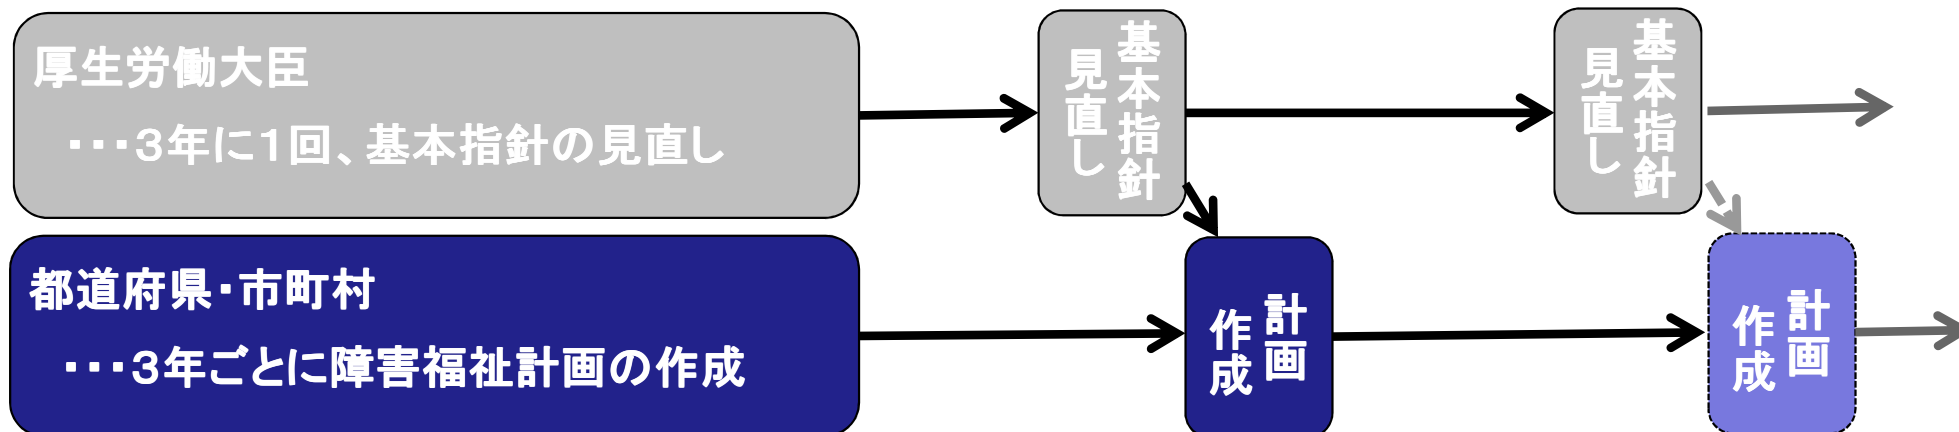 厚生労働大臣
・・・３年に１回、基本指針の見直し
基本指針
見直し
基本指針
見直し
都道府県・市町村
・・・３年ごとに障害福祉計画の作成
計画
作成
計画
作成